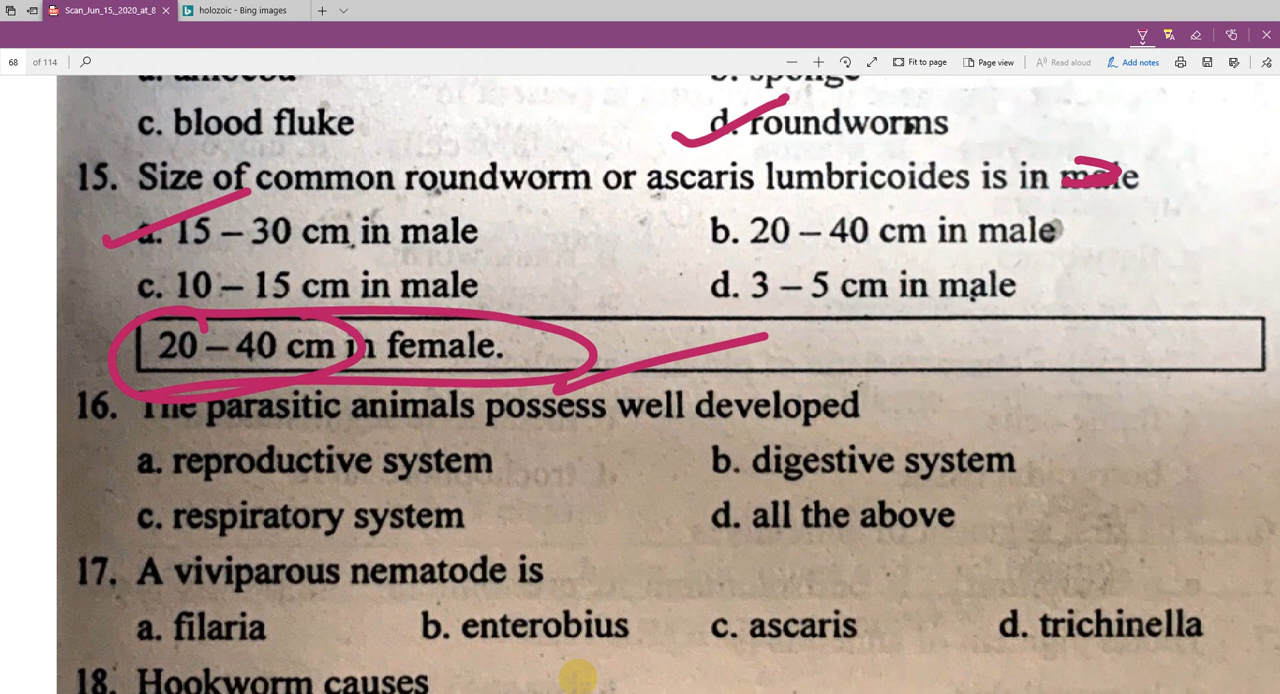 Scan_Jun_15,_2020_at_8
holozoic - Bing images
68 of 114
Fit to page
Page view
Read aloud
Add notes
a. amoeba b. sponge
c. blood fluke d. roundworms
15. Size of common roundworm or ascaris lumbricoides is in male
a. 15 – 30 cm in male b. 20 – 40 cm in male
c. 10 – 15 cm in male d. 3 – 5 cm in male
20 – 40 cm in female.
16. The parasitic animals possess well developed
a. reproductive system b. digestive system
c. respiratory system d. all the above
17. A viviparous nematode is
a. filaria b. enterobius c. ascaris d. trichinella
18. Hookworm causes